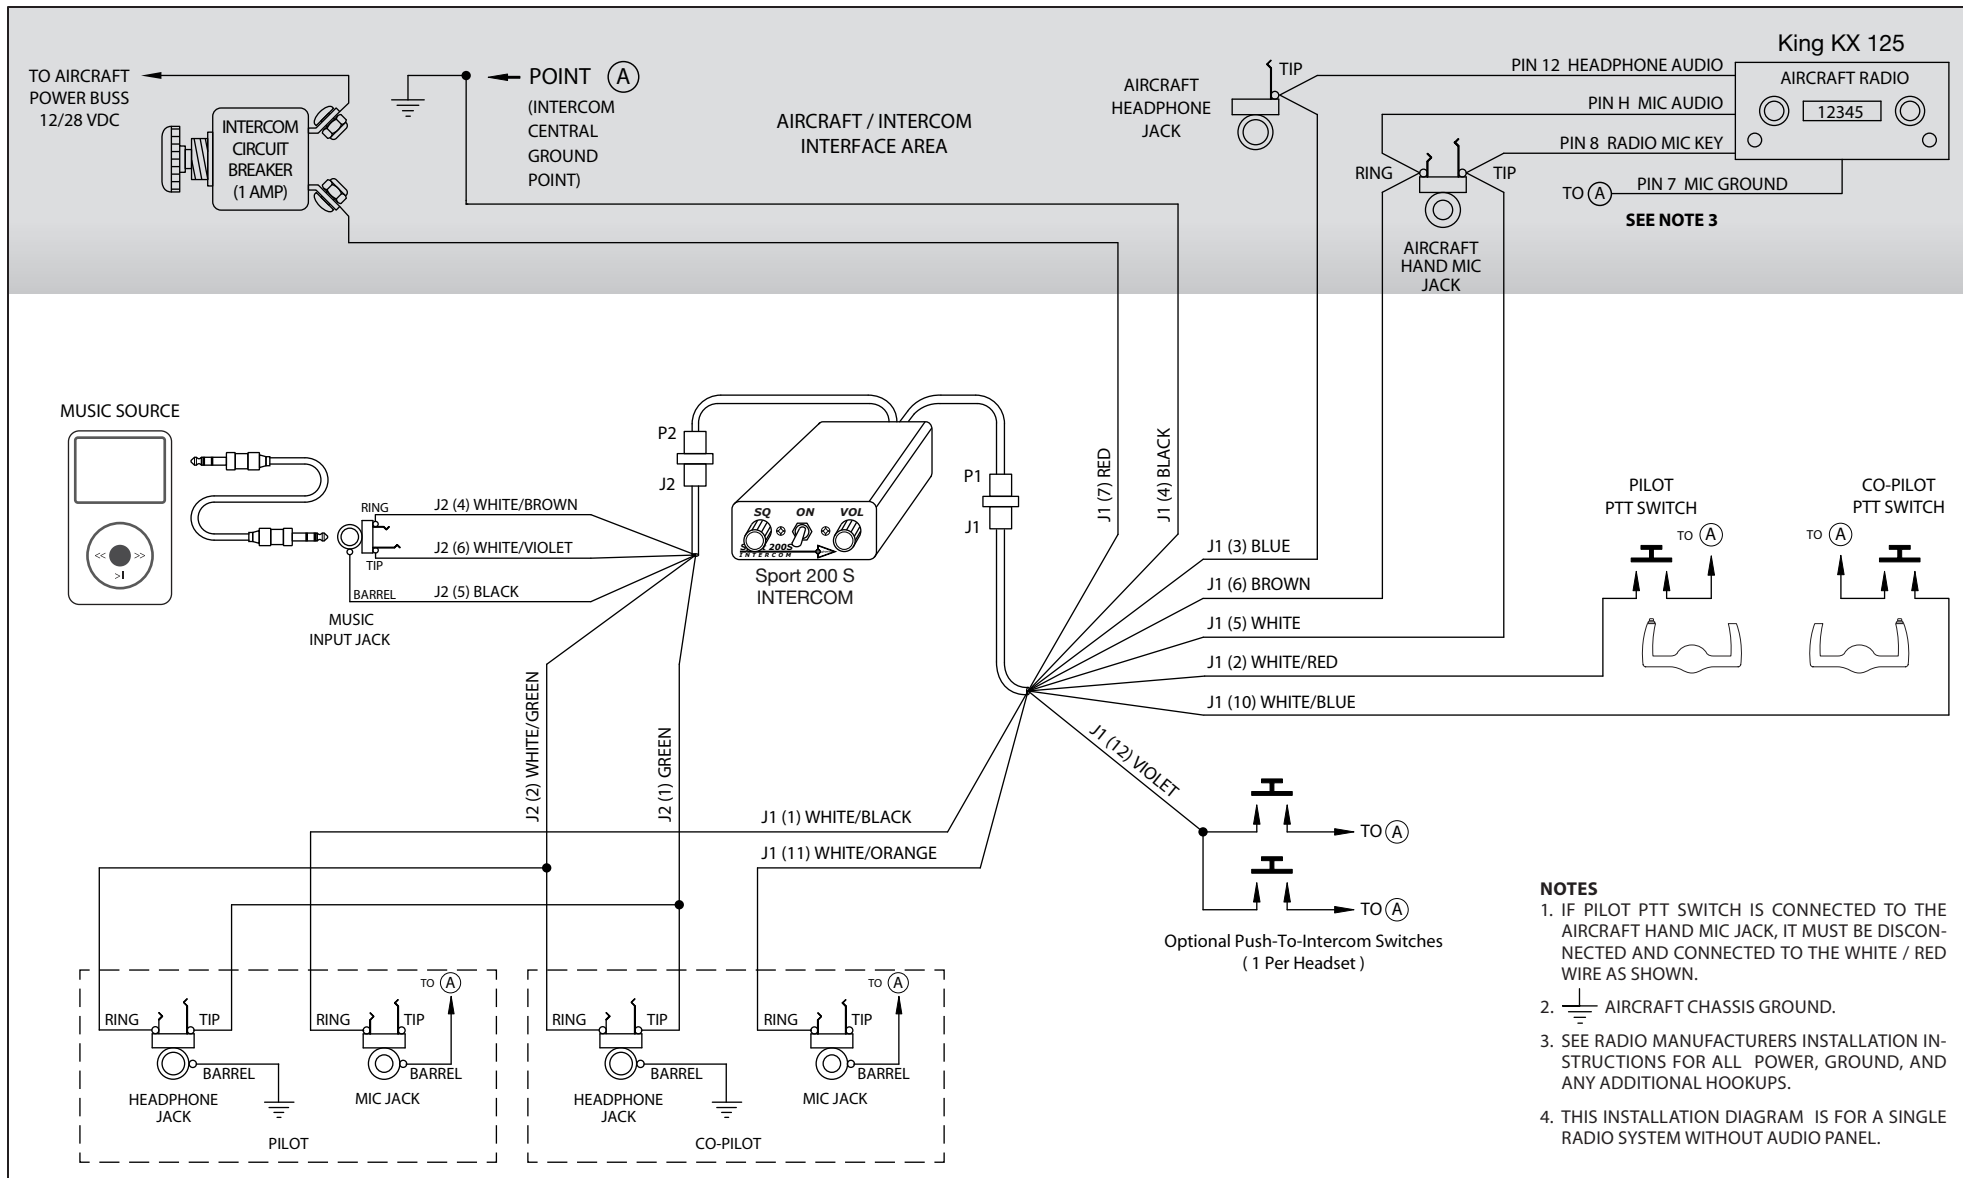 TO AIRCRAFT
POWER BUSS
12/28 VDC
INTERCOM
CIRCUIT
BREAKER
(1 AMP)
POINT A
(INTERCOM
CENTRAL
GROUND
POINT)
AIRCRAFT / INTERCOM
INTERFACE AREA
AIRCRAFT
HEADPHONE
JACK
TIP
King KX 125
PIN 12 HEADPHONE AUDIO
AIRCRAFT RADIO
12345
PIN H MIC AUDIO
PIN 8 RADIO MIC KEY
RING
TIP
TO A
PIN 7 MIC GROUND
SEE NOTE 3
AIRCRAFT
HAND MIC
JACK
MUSIC SOURCE
<< >>
>II
RING
TIP
BARREL
J2 (4) WHITE/BROWN
J2 (6) WHITE/VIOLET
J2 (5) BLACK
MUSIC
INPUT JACK
P2
J2
SQ ON VOL
200S
INTERCOM
Sport 200 S
INTERCOM
P1
J1
J1 (7) RED
J1 (4) BLACK
J1 (3) BLUE
J1 (6) BROWN
J1 (5) WHITE
J1 (2) WHITE/RED
J1 (10) WHITE/BLUE
J1 (12) VIOLET
PILOT
PTT SWITCH
TO A
CO-PILOT
PTT SWITCH
TO A
J2 (2) WHITE/GREEN
J2 (1) GREEN
J1 (1) WHITE/BLACK
J1 (11) WHITE/ORANGE
TO A
TO A
Optional Push-To-Intercom Switches
( 1 Per Headset )
RING
TIP
BARREL
HEADPHONE
JACK
RING
TIP
TO A
BARREL
MIC JACK
PILOT
RING
TIP
BARREL
HEADPHONE
JACK
RING
TIP
TO A
BARREL
MIC JACK
CO-PILOT
NOTES
1. IF PILOT PTT SWITCH IS CONNECTED TO THE
AIRCRAFT HAND MIC JACK, IT MUST BE DISCON-
NECTED AND CONNECTED TO THE WHITE / RED
WIRE AS SHOWN.
2. AIRCRAFT CHASSIS GROUND.
3. SEE RADIO MANUFACTURERS INSTALLATION IN-
STRUCTIONS FOR ALL POWER, GROUND, AND
ANY ADDITIONAL HOOKUPS.
4. THIS INSTALLATION DIAGRAM IS FOR A SINGLE
RADIO SYSTEM WITHOUT AUDIO PANEL.